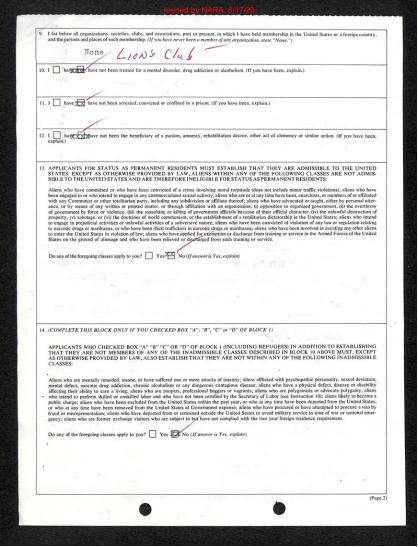 reviewed by NARA, 8/17/20
9. I list below all organizations, societies, clubs, and associations, past or present, in which I have held membership in the United States or a foreign country,
and the periods and places of such membership. (If you have never been a member of any organization, state "None.")
None Lion's Club
10. I have have not been treated for a mental disorder, drug addiction or alcoholism. (If you have been, explain.)
11. I have have not been arrested, convicted or confined in a prison. (If you have been, explain.)
12. I have have not been the beneficiary of a pardon, amnesty, rehabilitation decree, other act of clemency or similar action. (If you have been,
explain)
13. APPLICANTS FOR STATUS AS PERMANENT RESIDENTS MUST ESTABLISH THAT THEY ARE ADMISSIBLE TO THE UNITED
STATES. EXCEPT AS OTHERWISE PROVIDED BY LAW, ALIENS WITHIN ANY OF THE FOLLOWING CLASSES ARE NOT ADMIS-
SIBLE TO THE UNITED STATES AND ARE THEREFORE INELIGIBLE FOR STATUS AS PERMANENT RESIDENTS:
Aliens who have committed or who have been convicted of a crime involving moral turpitude (does not include minor traffic violations); aliens who have
been engaged in or who intend to engage in any commercialized sexual activity; aliens who are or at any time have been, anarchists, or members of or affiliated
with any Communist or other totalitarian party, including any subdivision or affiliate thereof; aliens who have advocated or taught, either by personal utter-
ance, or by means of any written or printed matter, or through affiliation with an organization, (i) opposition to organized government, (ii) the overthrow
of government by force or violence, (iii) the assaulting or killing of government officials because of their official character, (iv) the unlawful destruction of
property, (v) sabotage, or (vi) the doctrines of world communism, or the establishment of a totalitarian dictatorship in the United States; aliens who intend
to engage in prejudicial activities or unlawful activities of a subversive nature; aliens who have been convicted of violation of any law or regulation relating
to narcotic drugs or marihuana, or who have been illicit traffickers in narcotic drugs or marihuana; aliens who have been involved in assisting any other aliens
to enter the United States in violation of law; aliens who have applied for exemption or discharge from training or service in the Armed Forces of the United
States on the ground of alienage and who have been relieved or discharged from such training or service.
Do any of the foregoing classes apply to you? Yes No (If answer is Yes, explain)
14. (COMPLETE THIS BLOCK ONLY IF YOU CHECKED BOX "A", "B", "C" or "D" OF BLOCK 1)
APPLICANTS WHO CHECKED BOX "A" "B" "C" OR "D" OF BLOCK 1 (INCLUDING REFUGEES) IN ADDITION TO ESTABLISHING
THAT THEY ARE NOT MEMBERS OF ANY OF THE INADMISSIBLE CLASSES DESCRIBED IN BLOCK 10 ABOVE MUST, EXCEPT
AS OTHERWISE PROVIDED BY LAW, ALSO ESTABLISH THAT THEY ARE NOT WITHIN ANY OF THE FOLLOWING INADMISSIBLE
CLASSES:
Aliens who are mentally retarded, insane, or have suffered one or more attacks of insanity; aliens afflicted with psychopathic personality, sexual deviation,
mental defect, narcotic drug addiction, chronic alcoholism or any dangerous contagious disease; aliens who have a physical defect, disease or disability
affecting their ability to earn a living; aliens who are paupers, professional beggars or vagrants; aliens who are polygamists or advocate polygamy; aliens
who intend to perform skilled or unskilled labor and who have not been certified by the Secretary of Labor (see Instruction 10); aliens likely to become a
public charge; aliens who have been excluded from the United States within the past year, or who at any time have been deported from the United States,
or who at any time have been removed from the United States at Government expense; aliens who have procured or have attempted to procure a visa by
fraud or misrepresentation; aliens who have departed from or remained outside the United States to avoid military service in time of war or national emer-
gency; aliens who are former exchange visitors who are subject to but have not complied with the two year foreign residence requirement.
Do any of the foregoing classes apply to you? Yes No (If answer is Yes, explain)
(Page 2)